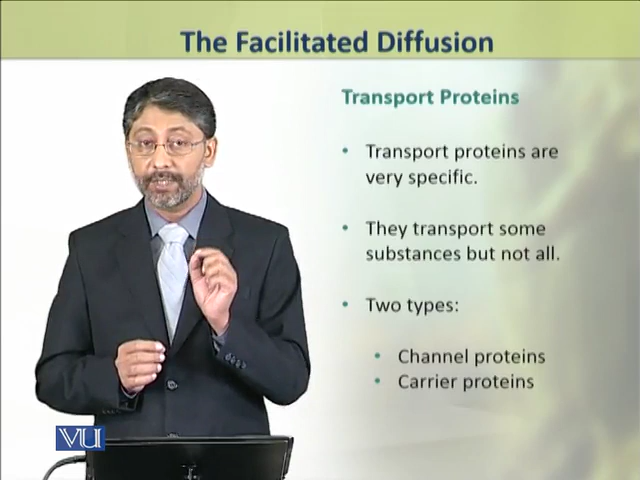 The Facilitated Diffusion
Transport Proteins
• Transport proteins are
very specific.
• They transport some
substances but not all.
• Two types:
• Channel proteins
• Carrier proteins
VU